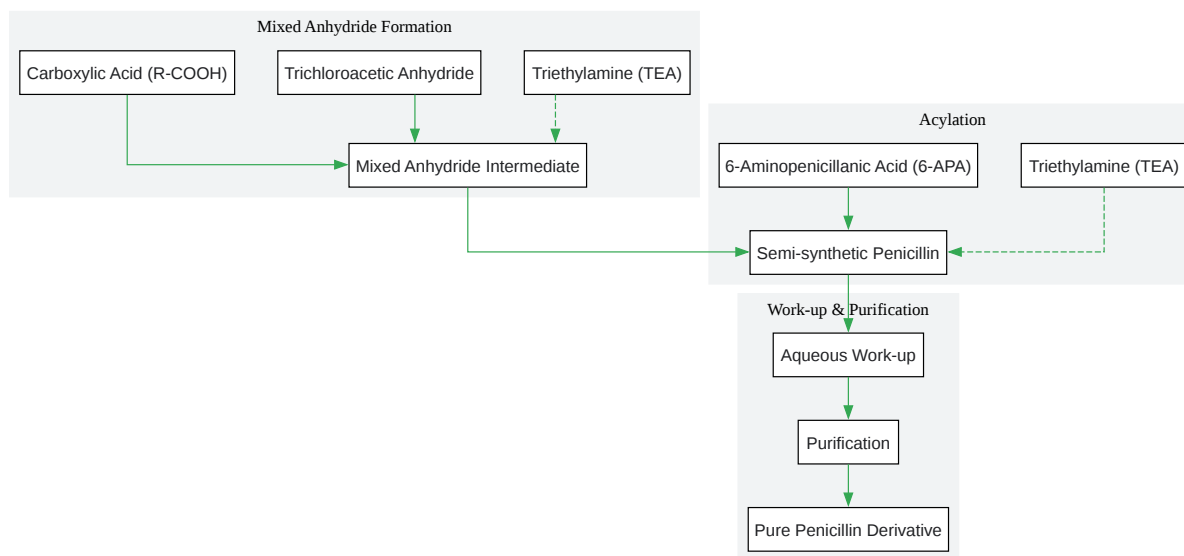 Mixed Anhydride Formation
Carboxylic Acid (R-COOH)
Trichloroacetic Anhydride
Triethylamine (TEA)
Mixed Anhydride Intermediate
Acylation
6-Aminopenicillanic Acid (6-APA)
Triethylamine (TEA)
Semi-synthetic Penicillin
Work-up & Purification
Aqueous Work-up
Purification
Pure Penicillin Derivative